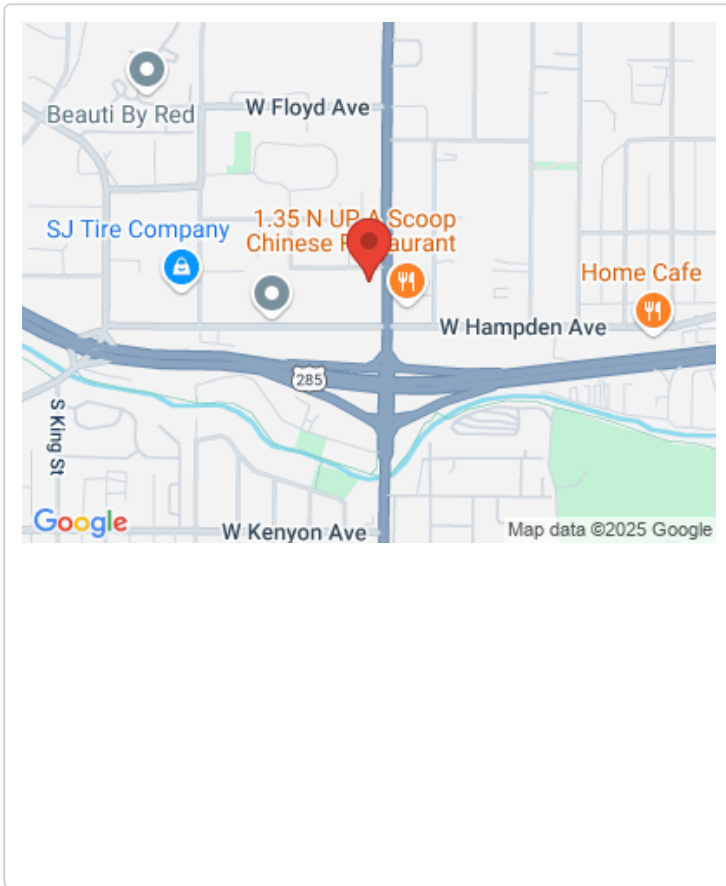 W Floyd Ave
Beauti By Red
1.35 N UP A Scoop
SJ Tire Company
Chinese Restaurant
Home Cafe
W Hampden Ave
285
S King St
Google
W Kenyon Ave
Map data ©2025 Google